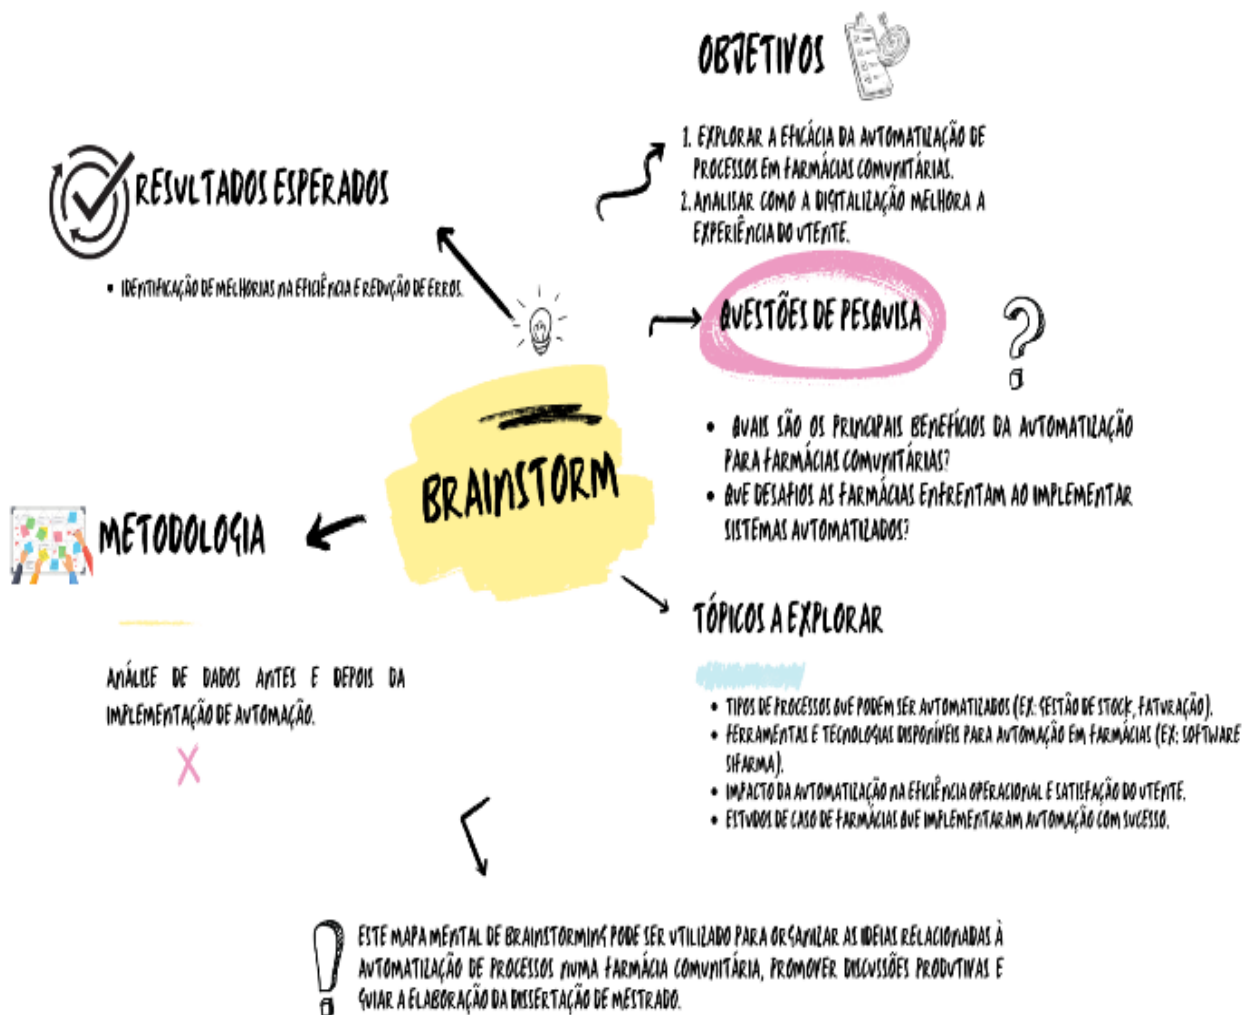 OBJETIVOS
1. EXPLORAR A EFICÁCIA DA AUTOMATIZAÇÃO DE
PROCESSOS EM FARMÁCIAS COMUNITÁRIAS.
2. ANALISAR COMO A DIGITALIZAÇÃO MELHORA A
EXPERIÊNCIA DO UTENTE.
RESULTADOS ESPERADOS
• IDENTIFICAÇÃO DE MELHORIAS NA EFICIÊNCIA E REDUÇÃO DE ERROS.
QUESTÕES DE PESQUISA
• QUAIS SÃO OS PRINCIPAIS BENEFÍCIOS DA AUTOMATIZAÇÃO
PARA FARMÁCIAS COMUNITÁRIAS?
• QUE DESAFIOS AS FARMÁCIAS ENFRENTAM AO IMPLEMENTAR
SISTEMAS AUTOMATIZADOS?
BRAINSTORM
METODOLOGIA
ANÁLISE DE DADOS ANTES E DEPOIS DA
IMPLEMENTAÇÃO DE AUTOMAÇÃO.
TÓPICOS A EXPLORAR
• TIPOS DE PROCESSOS QUE PODEM SER AUTOMATIZADOS (EX: GESTÃO DE STOCK, FATURAÇÃO).
• FERRAMENTAS E TECNOLOGIAS DISPONÍVEIS PARA AUTOMAÇÃO EM FARMÁCIAS (EX: SOFTWARE
SIFARMA).
• IMPACTO DA AUTOMATIZAÇÃO NA EFICIÊNCIA OPERACIONAL E SATISFAÇÃO DO UTENTE.
• ESTUDOS DE CASO DE FARMÁCIAS QUE IMPLEMENTARAM AUTOMAÇÃO COM SUCESSO.
ESTE MAPA MENTAL DE BRAINSTORMING PODE SER UTILIZADO PARA ORGANIZAR AS IDEIAS RELACIONADAS À
AUTOMATIZAÇÃO DE PROCESSOS NUMA FARMÁCIA COMUNITÁRIA, PROMOVER DISCUSSÕES PRODUTIVAS E
GUIAR A ELABORAÇÃO DA DISSERTAÇÃO DE MESTRADO.